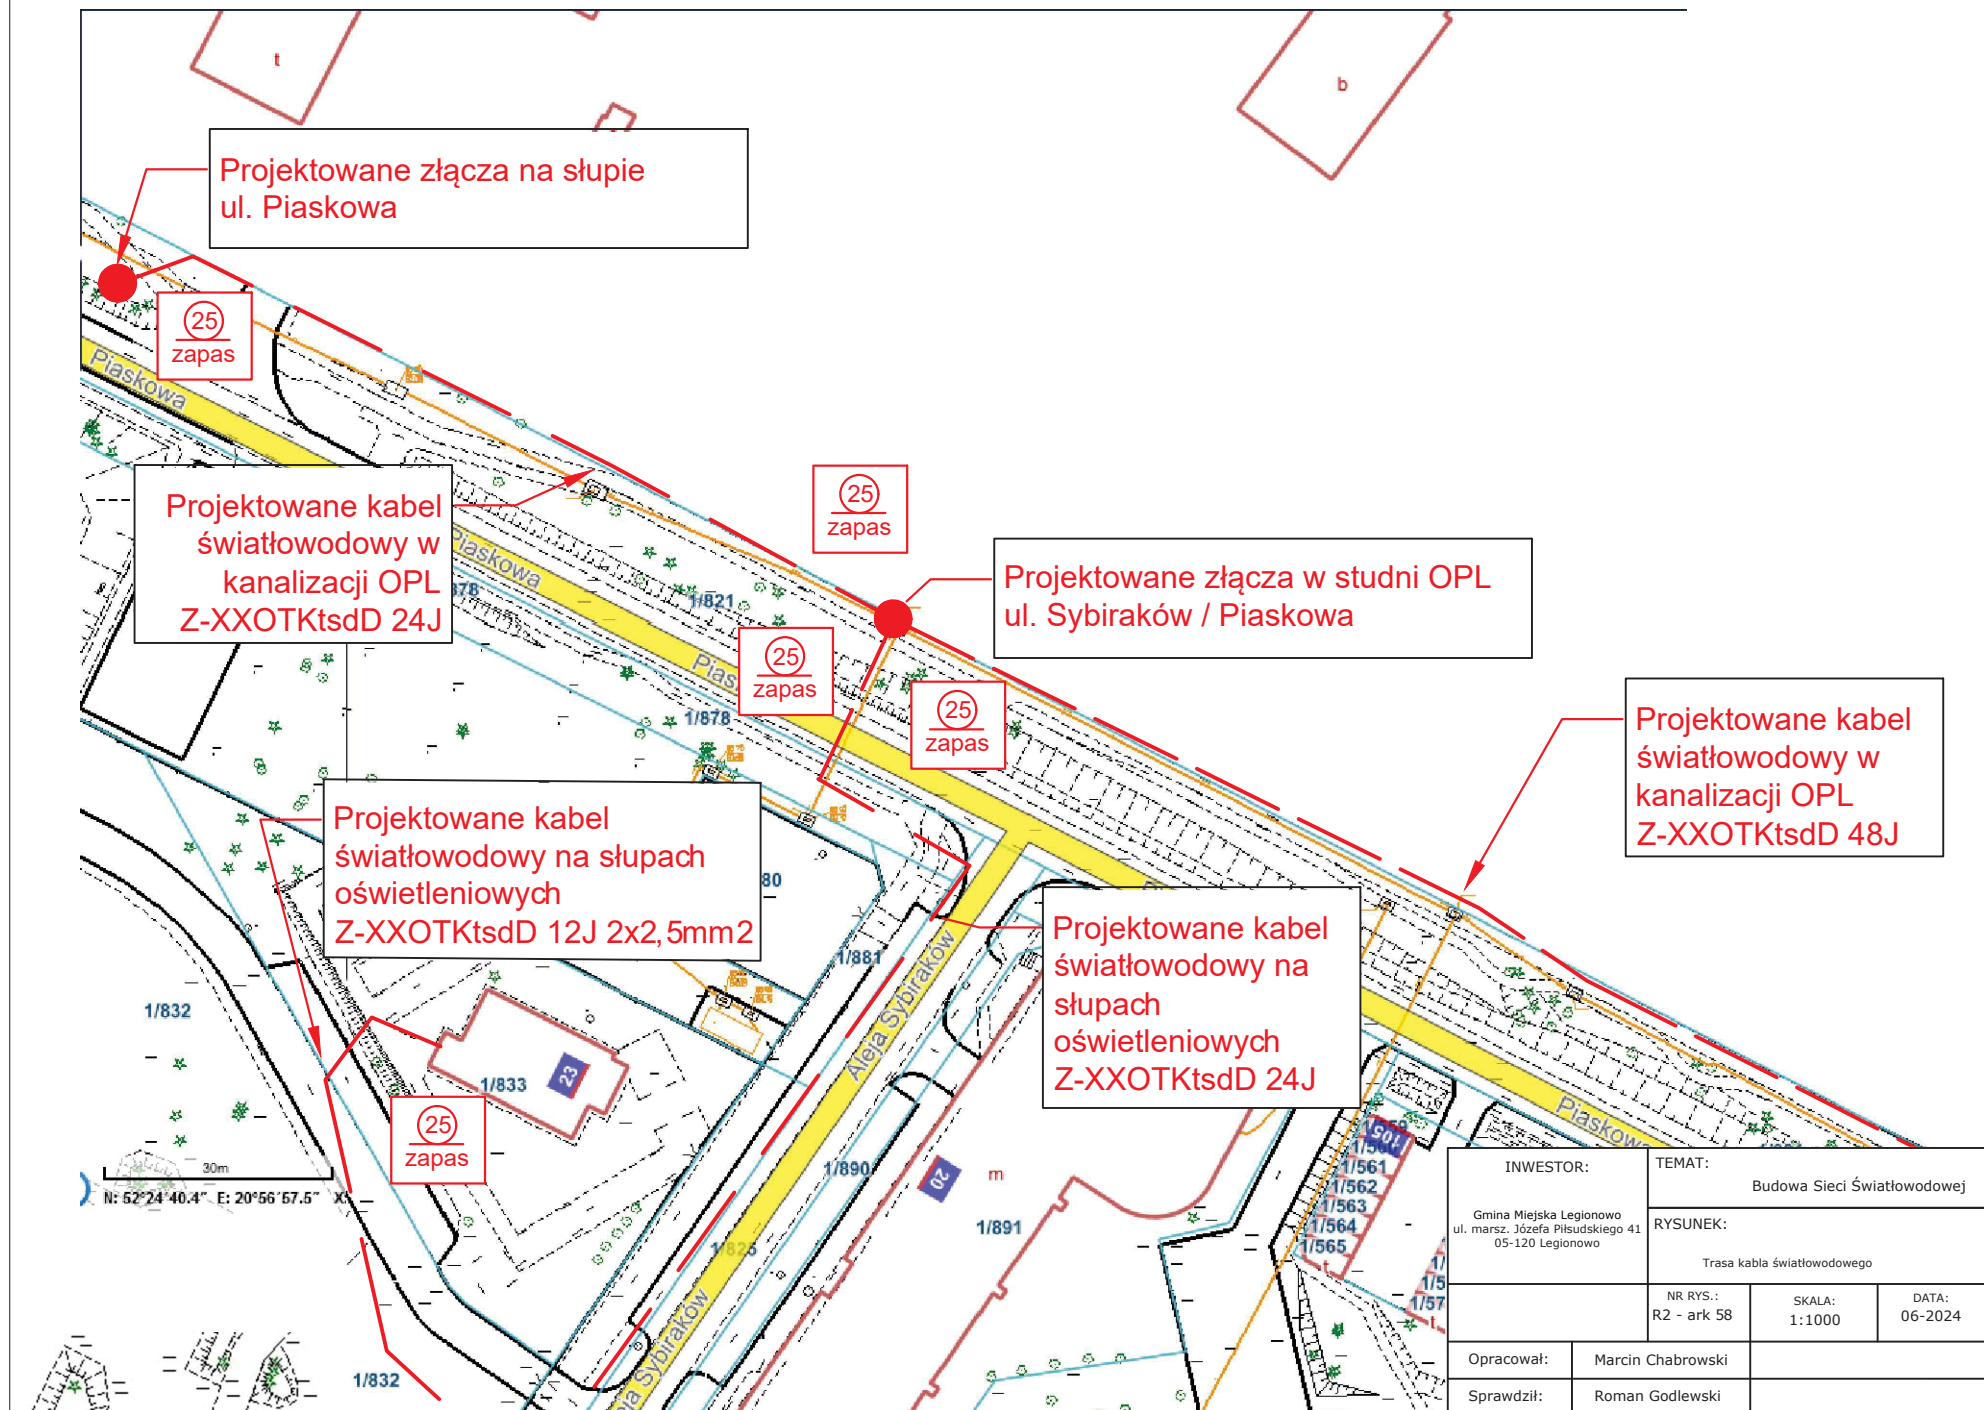 t
b
Projektowane złącza na słupie
ul. Piaskowa
25
zapas
Piaskowa
Projektowane kabel
światłowodowy w
kanalizacji OPL
Z-XXOTKtsdD 24J
Piaskowa
25
zapas
Projektowane złącza w studni OPL
ul. Sybiraków / Piaskowa
1/821
25
zapas
25
zapas
1/878
Projektowane kabel
światłowodowy w
kanalizacji OPL
Z-XXOTKtsdD 48J
Projektowane kabel
światłowodowy na słupach
oświetleniowych
Z-XXOTKtsdD 12J 2x2,5mm2
80
Projektowane kabel
światłowodowy na
słupach
oświetleniowych
Z-XXOTKtsdD 24J
1/881
Aleja Sybiraków
1/832
1/833
23
25
zapas
Piaskowa
105
1/561
1/562
1/563
1/564
1/565
t
1/890
20
m
1/891
1/825
30m
N: 52°24'40.4" E: 20°56'57.5"
1/832
1/57
t
INWESTOR:
Gmina Miejska Legionowo
ul. marsz. Józefa Piłsudskiego 41
05-120 Legionowo
TEMAT:
Budowa Sieci Światłowodowej
RYSUNEK:
Trasa kabla światłowodowego
NR RYS.:
R2 - ark 58
SKALA:
1:1000
DATA:
06-2024
Opracował:
Marcin Chabrowski
Sprawdził:
Roman Godlewski